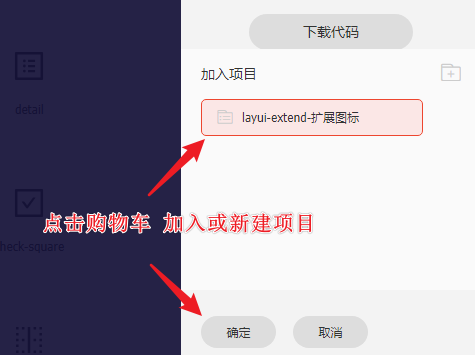 下载代码
加入项目
detail
layui-extend-扩展图标
点击购物车 加入或新建项目
heck-square
确定
取消